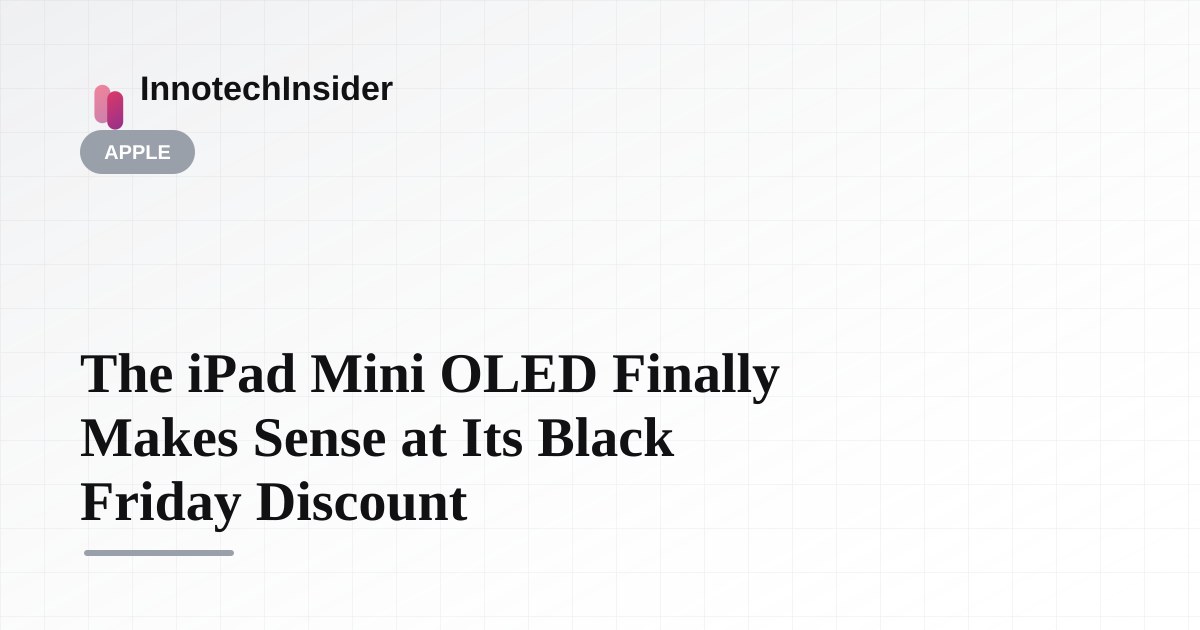 InnotechInsider
APPLE
The iPad Mini OLED Finally
Makes Sense at Its Black
Friday Discount